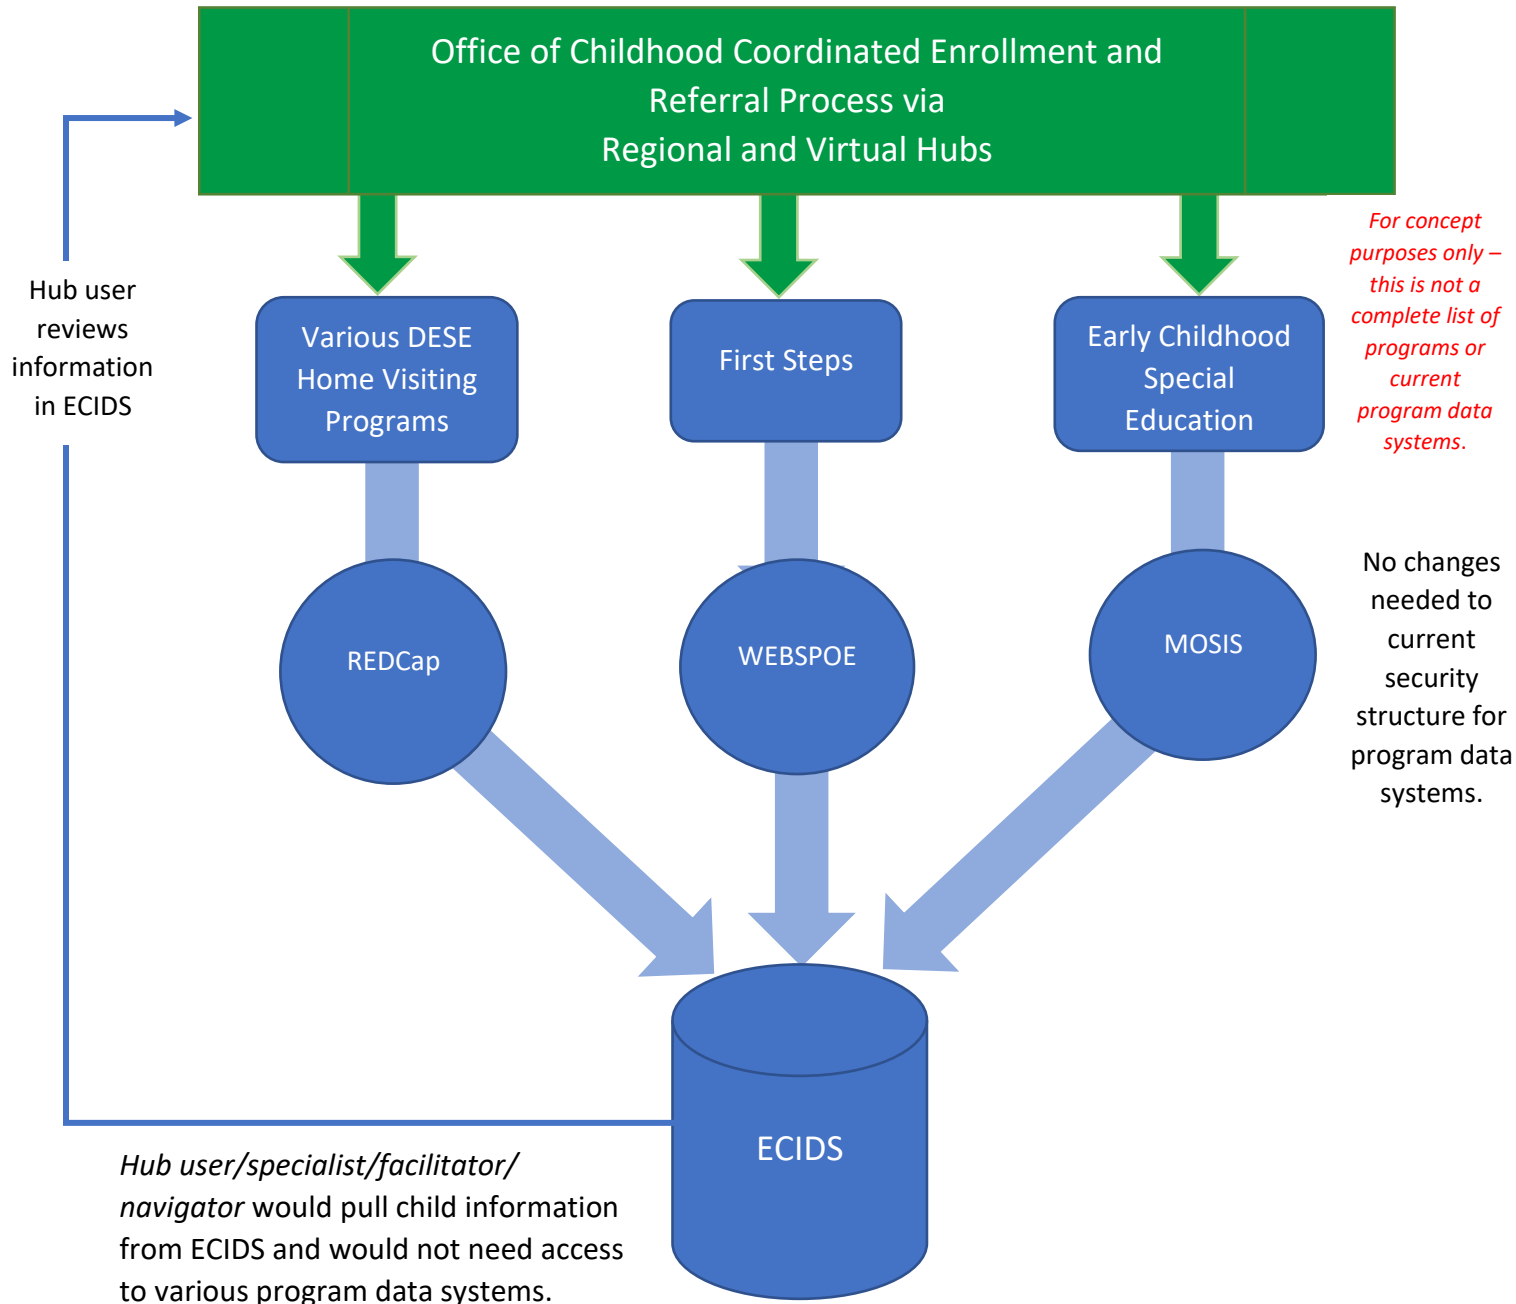 Office of Childhood Coordinated Enrollment and
Referral Process via
Regional and Virtual Hubs
Hub user
reviews
information
in ECIDS
Various DESE
Home Visiting
Programs
First Steps
Early Childhood
Special
Education
For concept
purposes only –
this is not a
complete list of
programs or
current
program data
systems.
REDCap
WEBSPOE
MOSIS
No changes
needed to
current
security
structure for
program data
systems.
ECIDS
Hub user/specialist/facilitator/
navigator would pull child information
from ECIDS and would not need access
to various program data systems.